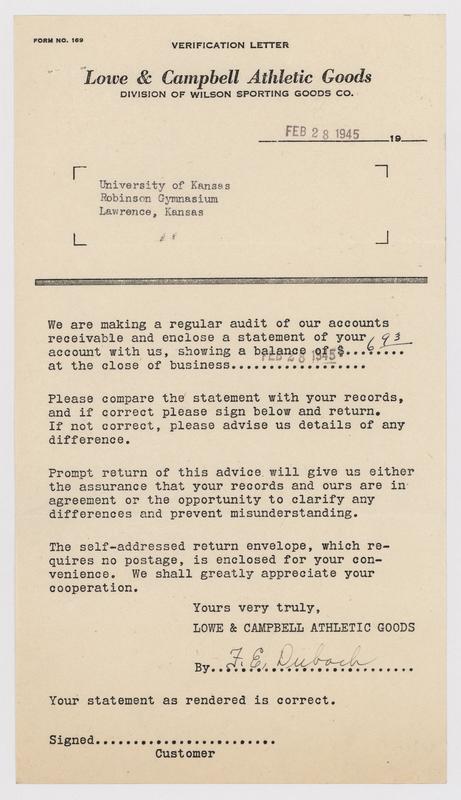 FORM NO. 169
VERIFICATION LETTER
Lowe & Campbell Athletic Goods
DIVISION OF WILSON SPORTING GOODS CO.
FEB 28 1945 19
University of Kansas
Robinson Gymnasium
Lawrence, Kansas
We are making a regular audit of our accounts
receivable and enclose a statement of your
account with us, showing a balance of $ 6 93
FEB 28 1945
at the close of business..................
Please compare the statement with your records,
and if correct please sign below and return.
If not correct, please advise us details of any
difference.
Prompt return of this advice will give us either
the assurance that your records and ours are in
agreement or the opportunity to clarify any
differences and prevent misunderstanding.
The self-addressed return envelope, which re-
quires no postage, is enclosed for your con-
venience. We shall greatly appreciate your
cooperation.
Yours very truly,
LOWE & CAMPBELL ATHLETIC GOODS
By F. E. Dubach
Your statement as rendered is correct.
Signed........................
Customer